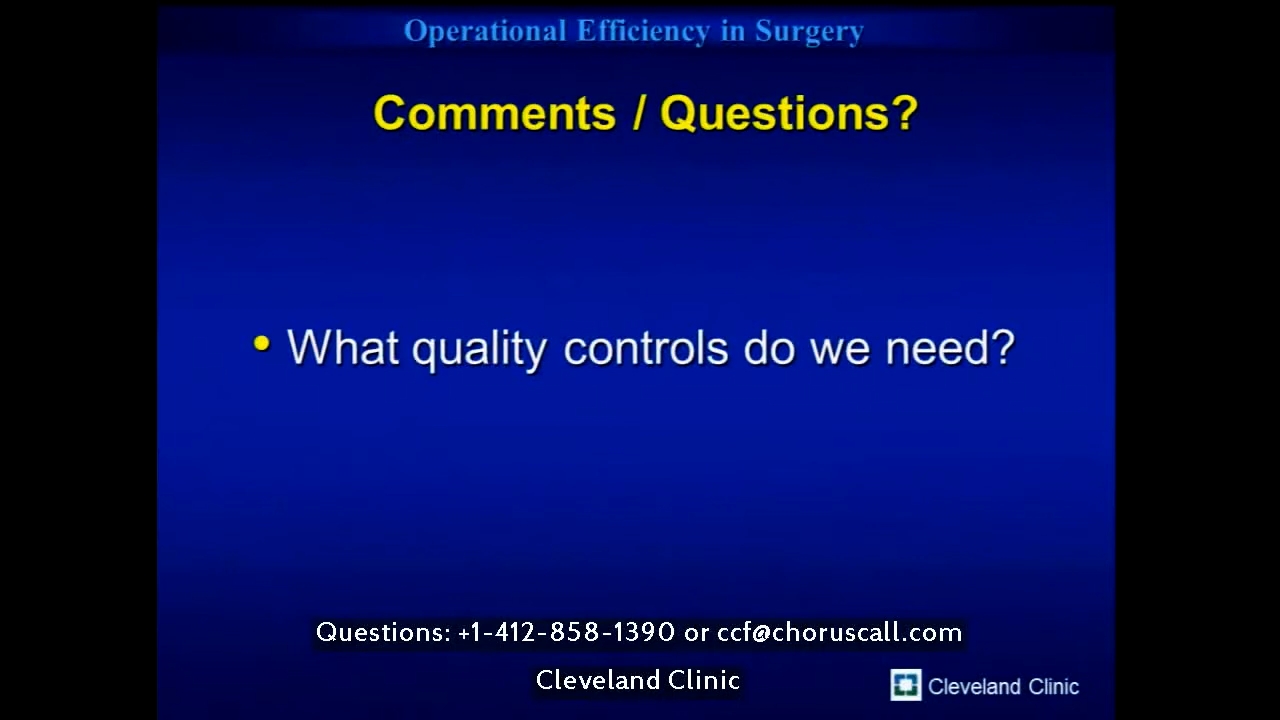 Operational Efficiency in Surgery
Comments / Questions?
• What quality controls do we need?
Questions: +1-412-858-1390 or ccf@choruscall.com
Cleveland Clinic
Cleveland Clinic